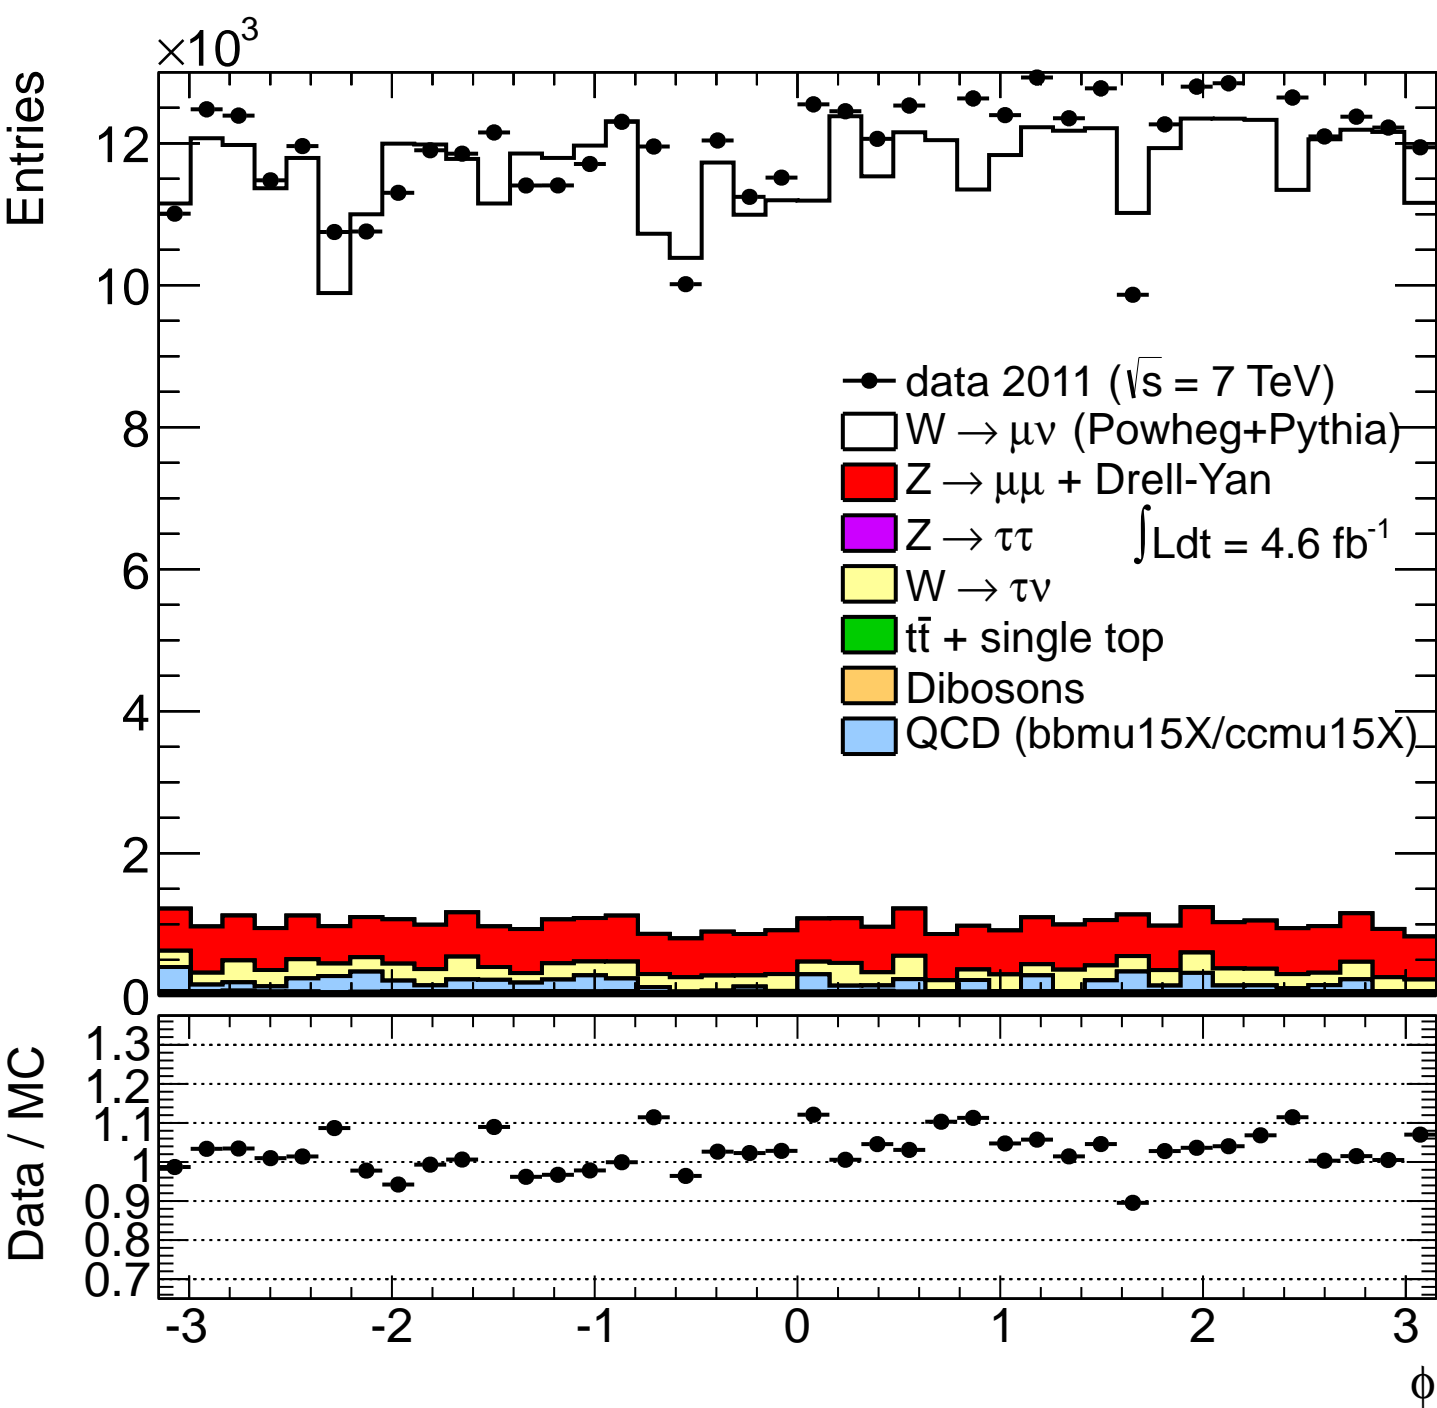 ×10³
Entries
12
10
8
6
4
2
0
data 2011 (√s = 7 TeV)
W → μν (Powheg+Pythia)
Z → μμ + Drell-Yan
Z → ττ
∫Ldt = 4.6 fb⁻¹
W → τν
tt̄ + single top
Dibosons
QCD (bbmu15X/ccmu15X)
Data / MC
1.3
1.2
1.1
1
0.9
0.8
0.7
-3 -2 -1 0 1 2 3
ϕ